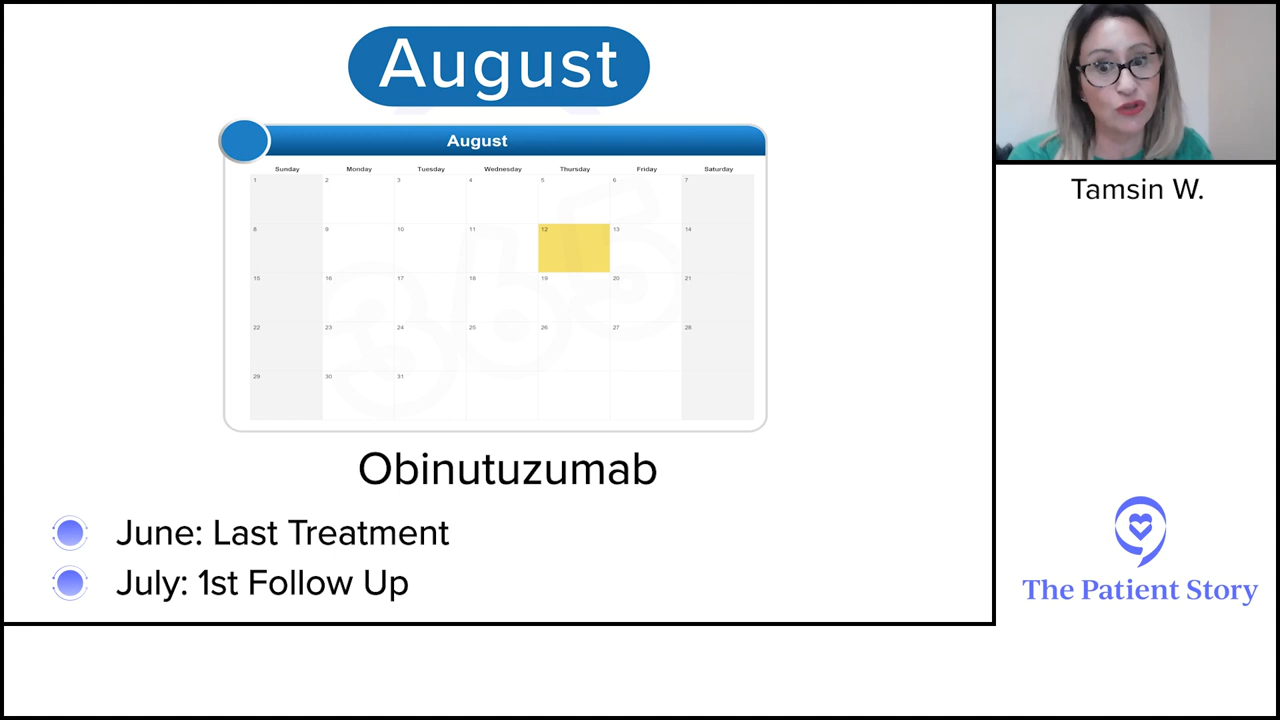 August
August
Sunday Monday Tuesday Wednesday Thursday Friday Saturday
1 2 3 4 5 6 7
8 9 10 11 12 13 14
15 16 17 18 19 20 21
22 23 24 25 26 27 28
29 30 31
365
Obinutuzumab
June: Last Treatment
July: 1st Follow Up
Tamsin W.
The Patient Story